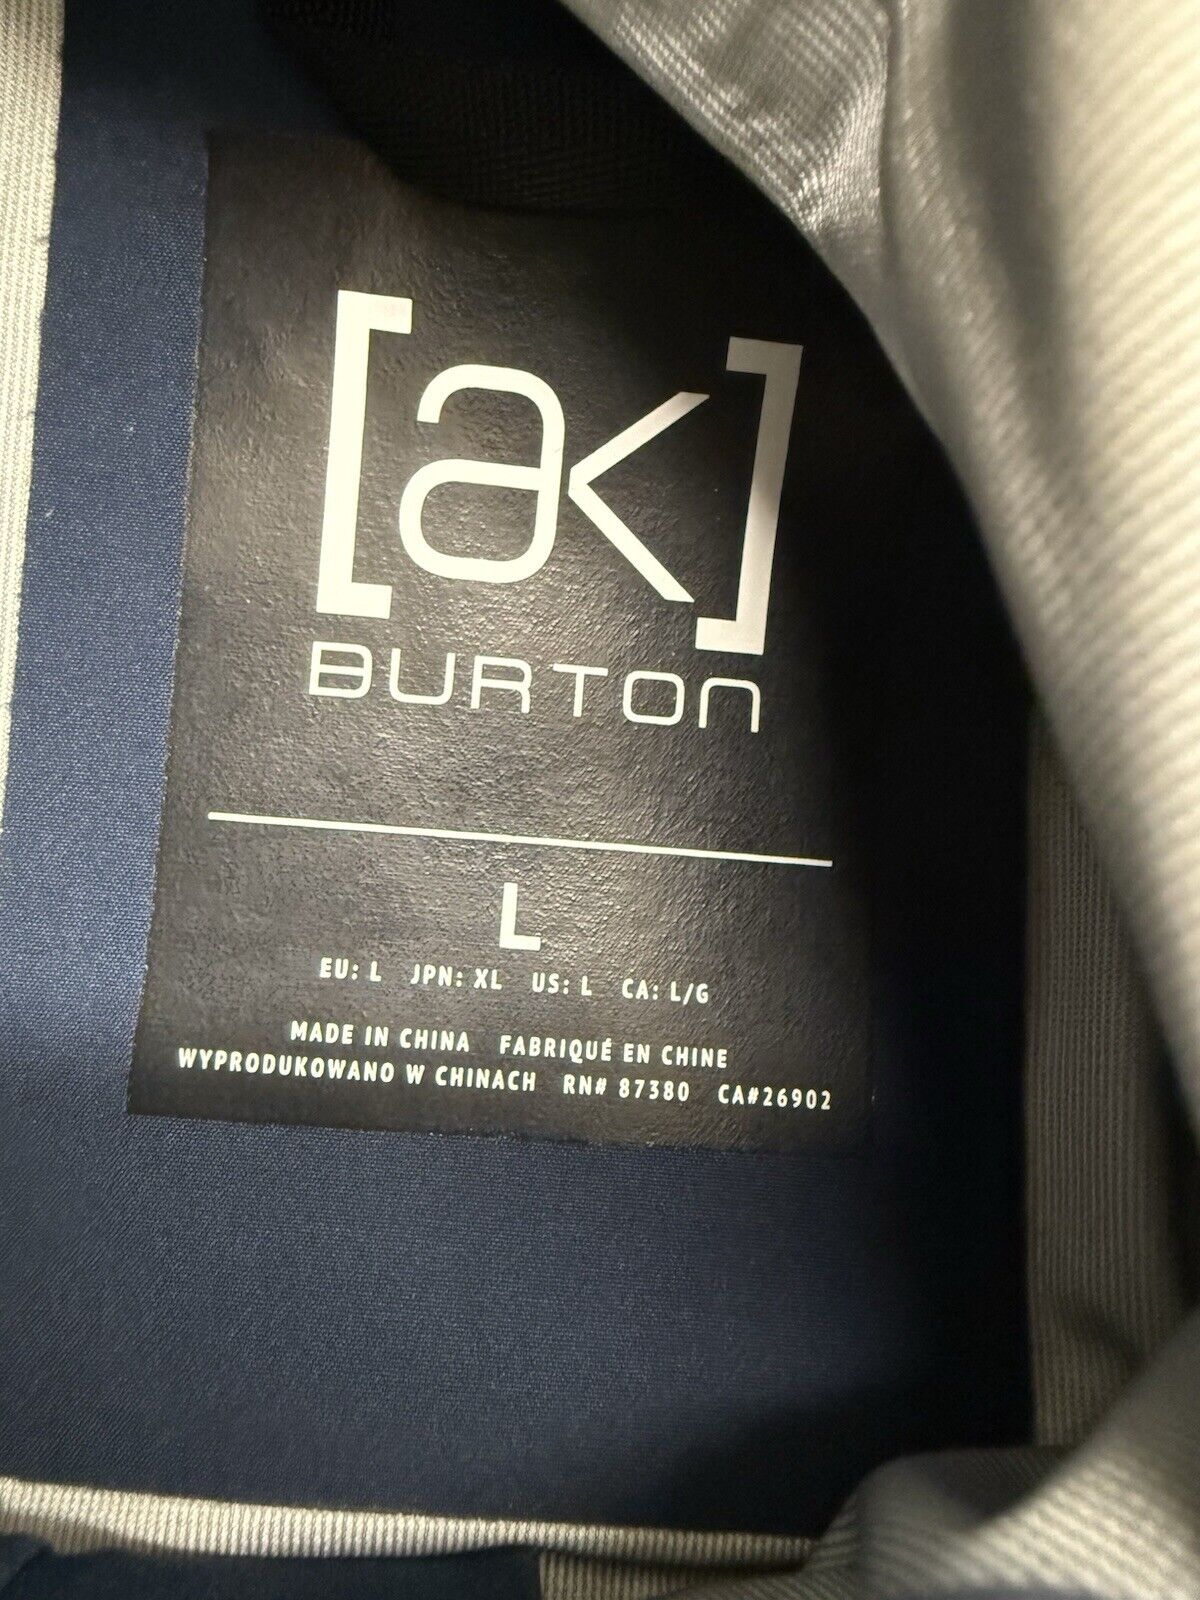 [ak]
BURTON
L
EU: L JPN: XL US: L CA: L/G
MADE IN CHINA FABRIQUÉ EN CHINE
WYPRODUKOWANO W CHINACH RN# 87380 CA#26902